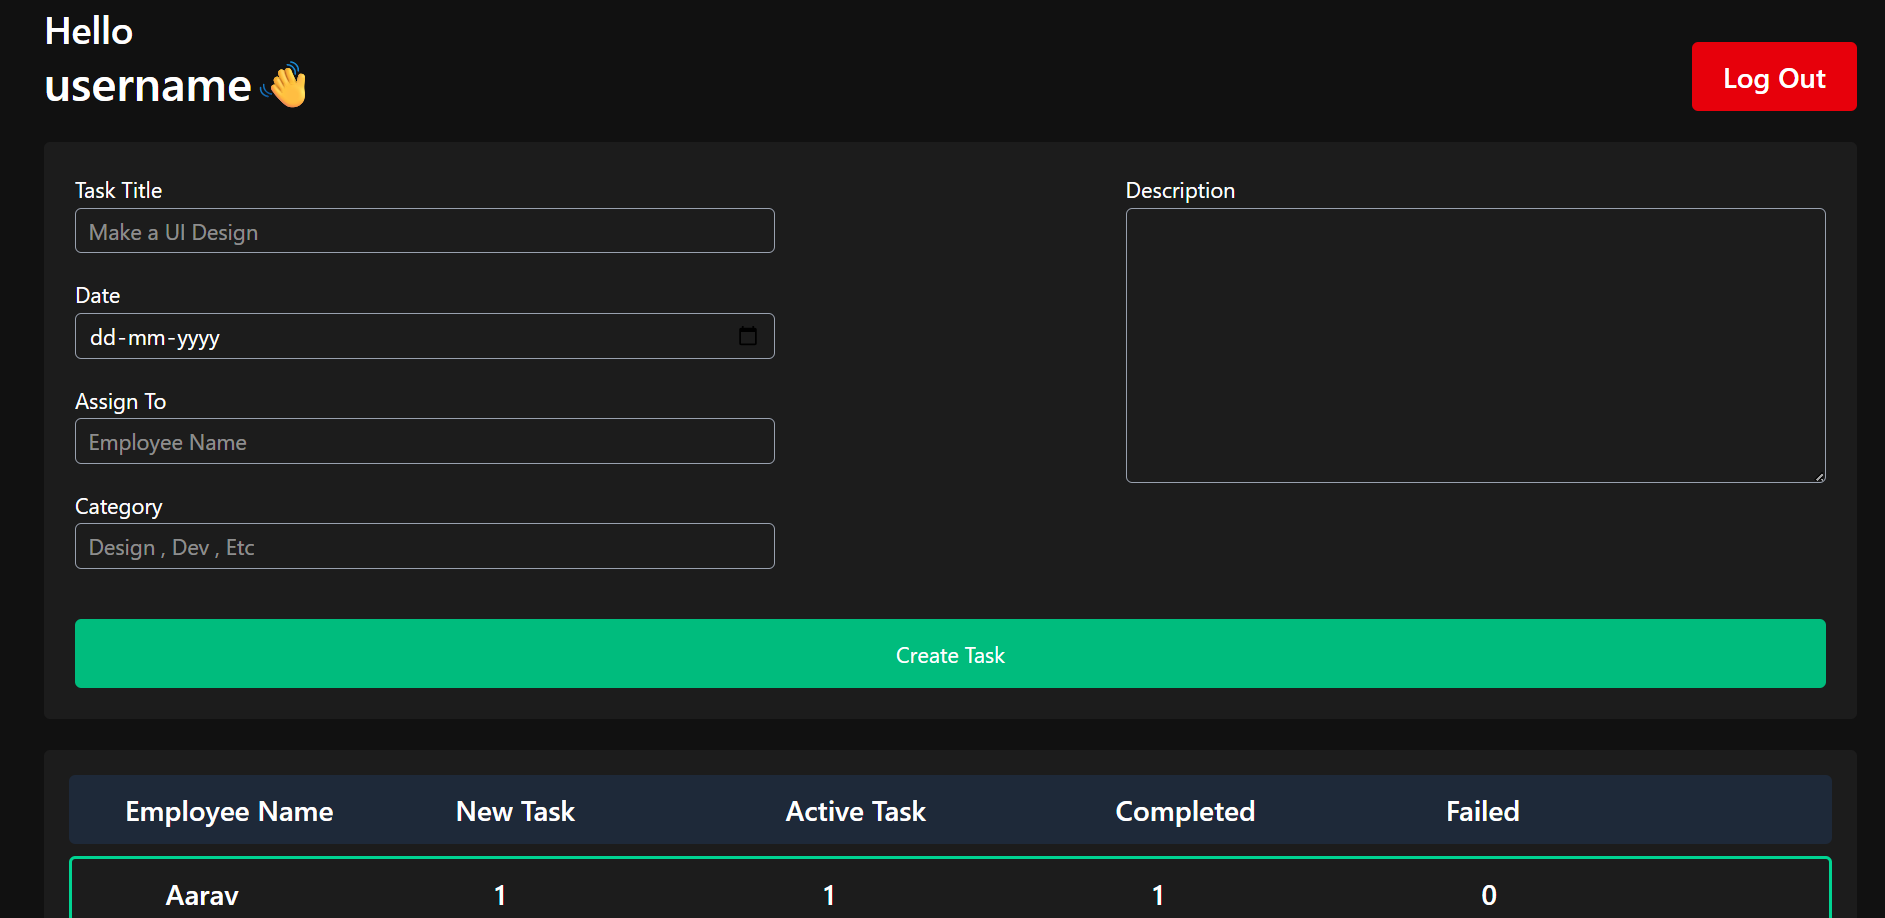 Hello
username 👋
Log Out
Task Title
Make a UI Design
Date
dd-mm-yyyy
Assign To
Employee Name
Category
Design , Dev , Etc
Description
Create Task
Employee Name New Task Active Task Completed Failed
Aarav 1 1 1 0